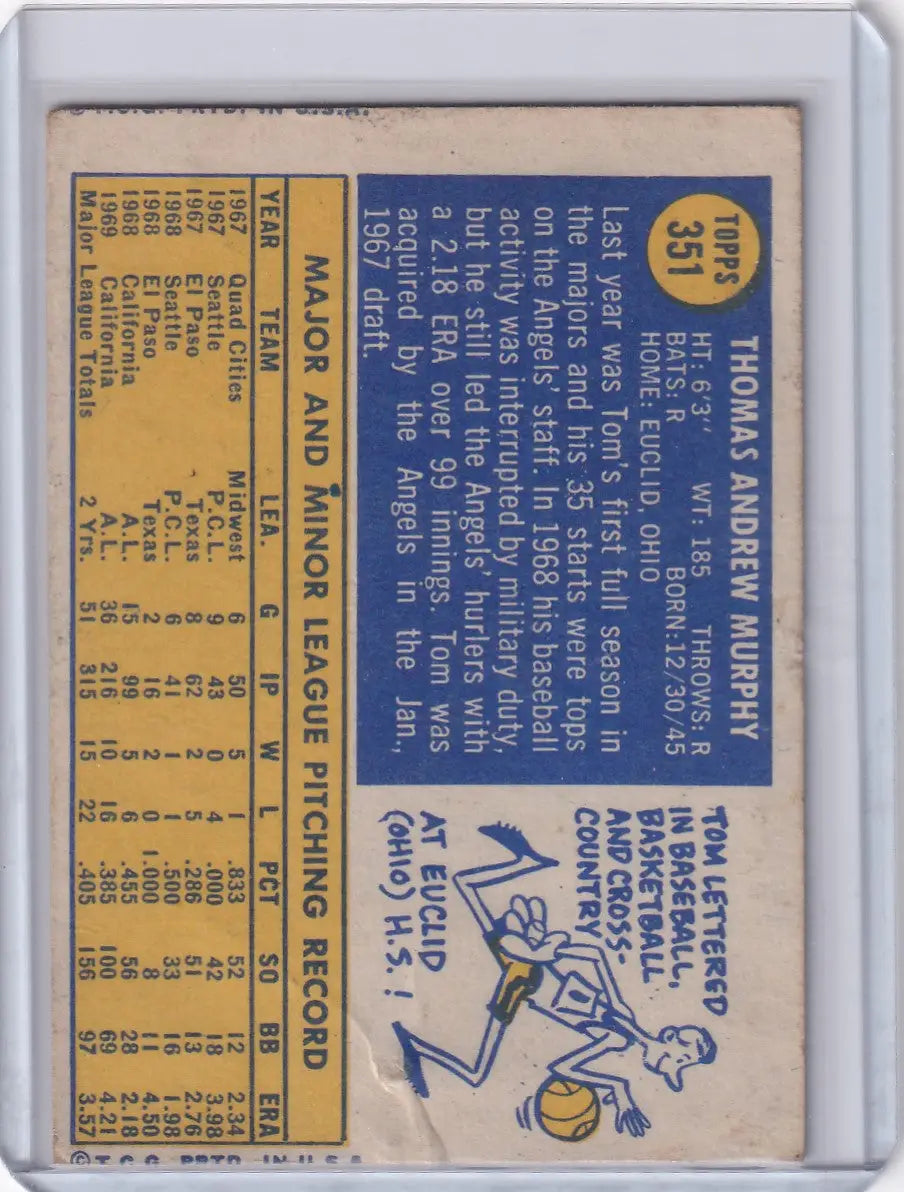 TOPPS
351
THOMAS ANDREW MURPHY
HT: 6'3" WT: 185 THROWS: R
BATS: R BORN: 12/30/45
HOME: EUCLID, OHIO
Last year was Tom's first full season in
the majors and his 35 starts were tops
on the Angels' staff. In 1968 his baseball
activity was interrupted by military duty,
but he still led the Angels' hurlers with
a 2.18 ERA over 99 innings. Tom was
acquired by the Angels in the Jan.,
1967 draft.
TOM LETTERED
IN BASEBALL,
BASKETBALL
AND CROSS-
COUNTRY
AT EUCLID
(OHIO) H.S. !
MAJOR AND MINOR LEAGUE PITCHING RECORD
YEAR TEAM LEA. G IP W L PCT SO BB ERA
1967 Quad Cities Midwest 6 50 5 1 .833 52 12 2.34
1967 Seattle P.C.L. 9 43 0 4 .000 42 18 3.98
1967 El Paso Texas 8 62 2 5 .286 51 13 2.76
1968 Seattle P.C.L. 6 41 1 1 .500 33 16 1.98
1968 El Paso Texas 2 16 2 0 1.000 8 11 4.50
1968 California A.L. 15 99 5 6 .455 56 28 2.18
1969 California A.L. 36 216 10 16 .385 100 69 4.21
Major League Totals 2 Yrs. 51 315 15 22 .405 156 97 3.57